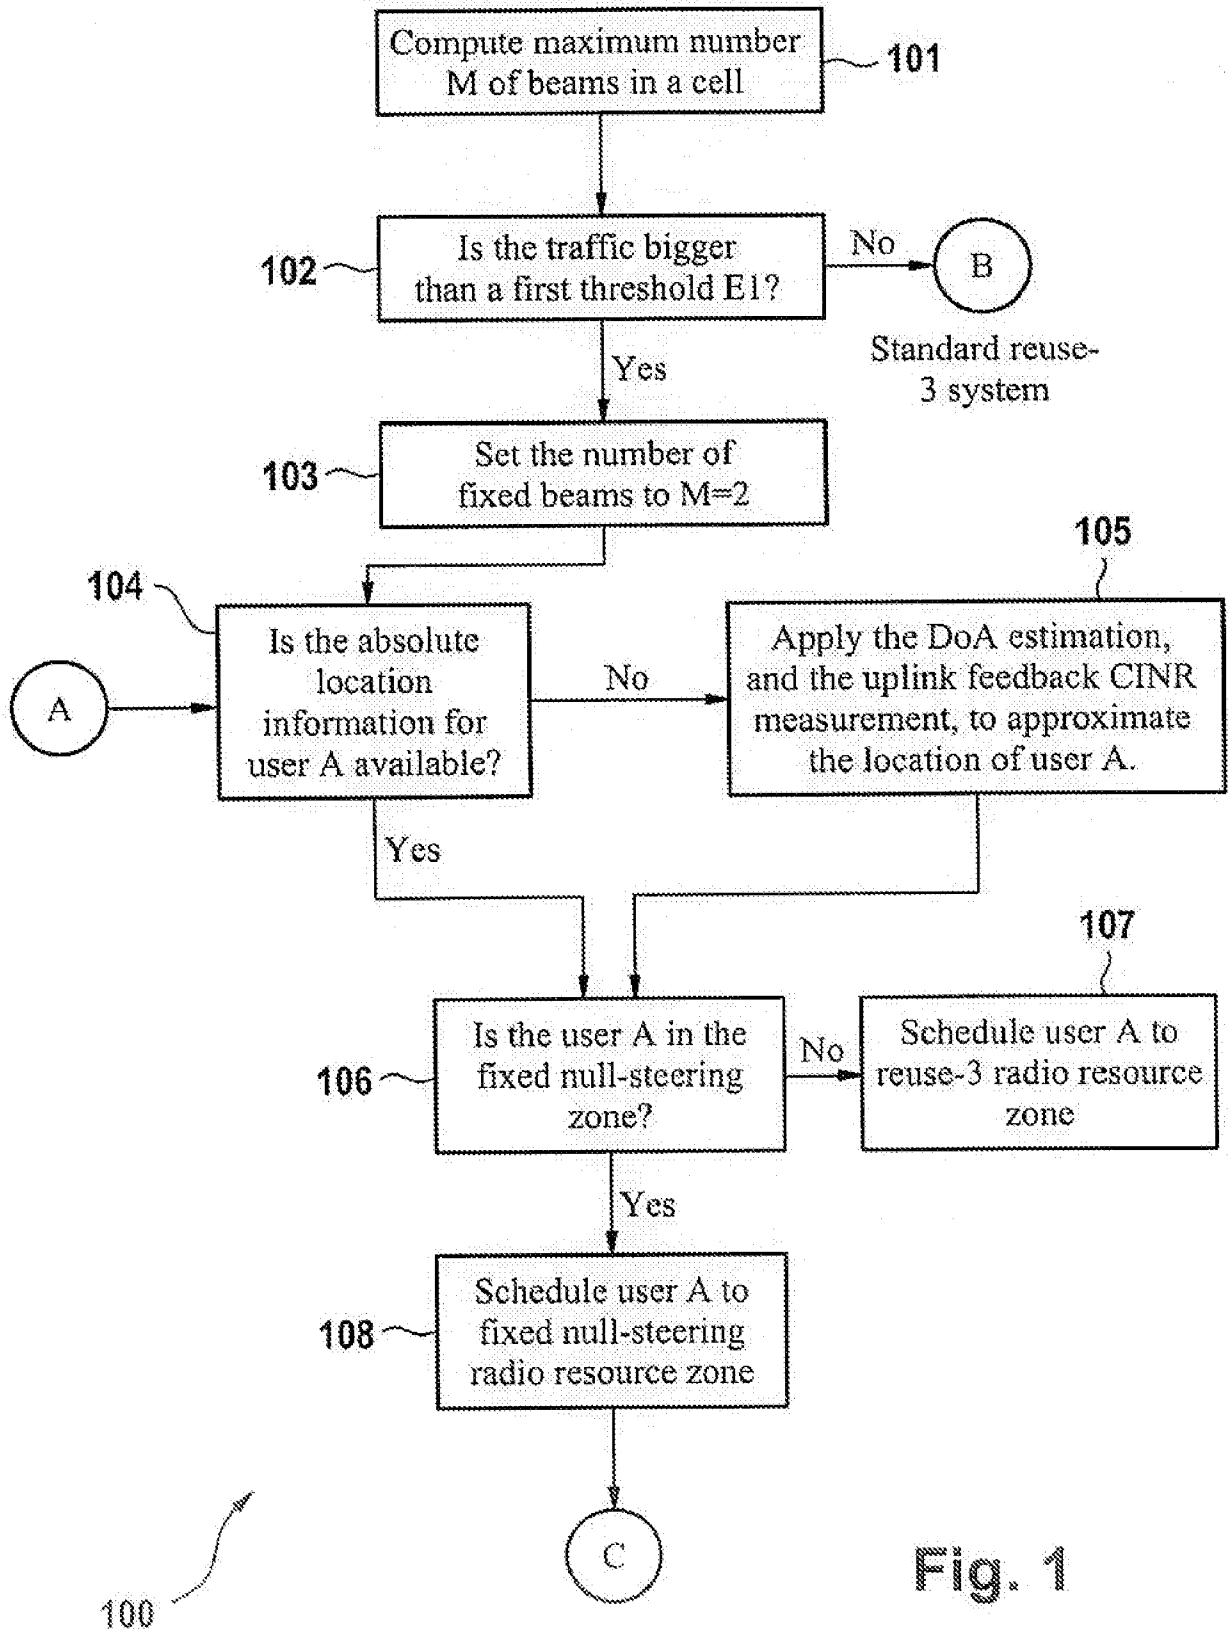 Compute maximum number
M of beams in a cell
101
Is the traffic bigger
than a first threshold E1?
102
No
B
Standard reuse-
3 system
Yes
Set the number of
fixed beams to M=2
103
104
105
Is the absolute
location
information for
user A available?
A
No
Apply the DoA estimation,
and the uplink feedback CINR
measurement, to approximate
the location of user A.
Yes
107
Is the user A in the
fixed null-steering
zone?
106
No
Schedule user A to
reuse-3 radio resource
zone
Yes
Schedule user A to
fixed null-steering
radio resource zone
108
C
100
Fig. 1